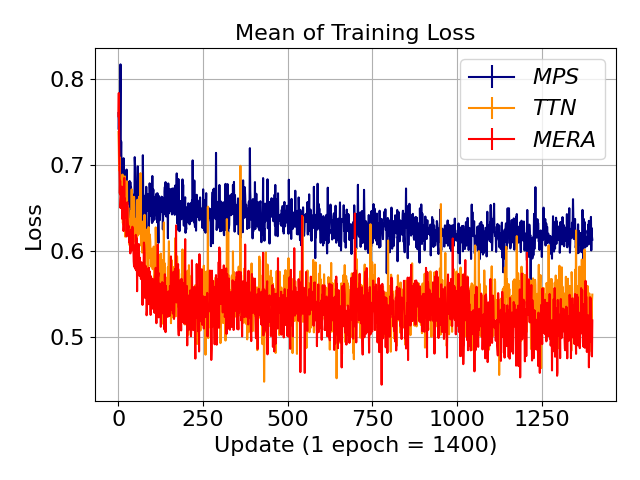 Mean of Training Loss
MPS
TTN
MERA
Loss
0.8
0.7
0.6
0.5
0 250 500 750 1000 1250
Update (1 epoch = 1400)